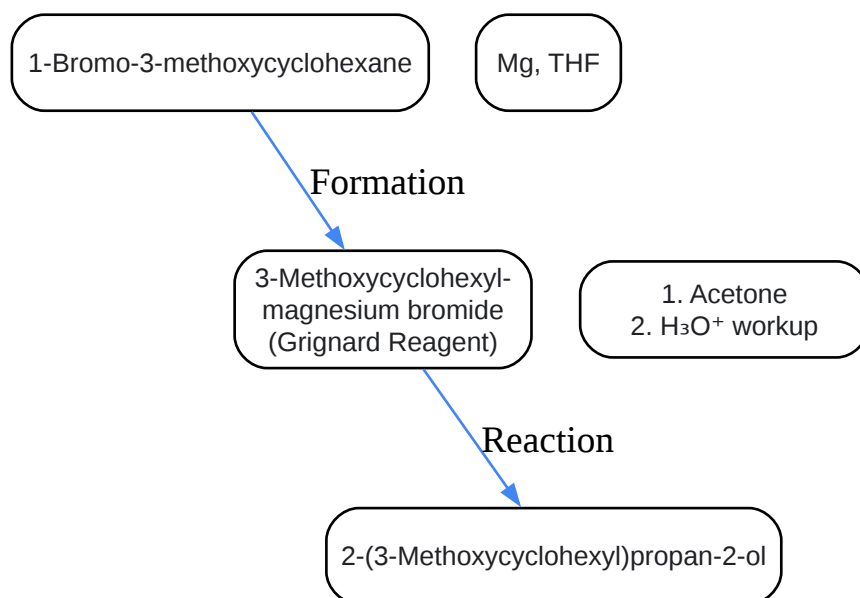 1-Bromo-3-methoxycyclohexane
Mg, THF
Formation
3-Methoxycyclohexyl-
magnesium bromide
(Grignard Reagent)
1. Acetone
2. H₃O⁺ workup
Reaction
2-(3-Methoxycyclohexyl)propan-2-ol